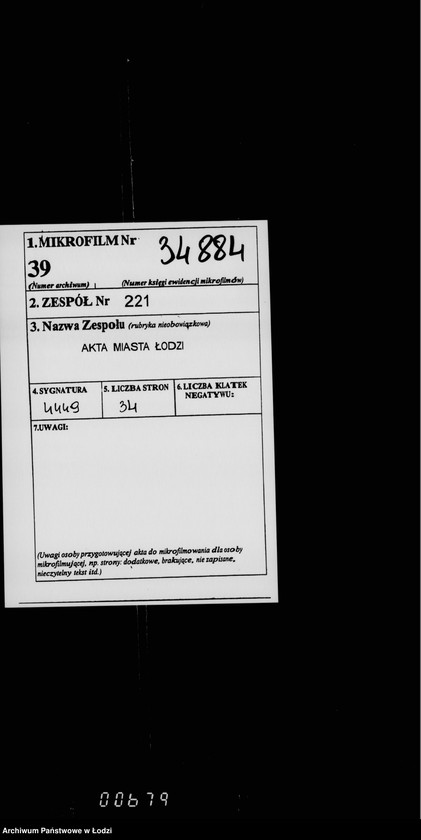 1.MIKROFILM Nr 34884
39
(Numer archiwum) (Numer księgi ewidencji mikrofilmów)
2. ZESPÓŁ Nr 221
3. Nazwa Zespołu (rubryka nieobowiązkowa)
AKTA MIASTA ŁODZI
4.SYGNATURA 5. LICZBA STRON 6.LICZBA KLATEK
NEGATYWU:
4449 34
7.UWAGI:
(Uwagi osoby przygotowującej akta do mikrofilmowania dla osoby
mikrofilmującej, np. strony: dodatkowe, brakujące, nie zapisane,
nieczytelny tekst itd.)
00679
Archiwum Państwowe w Łodzi